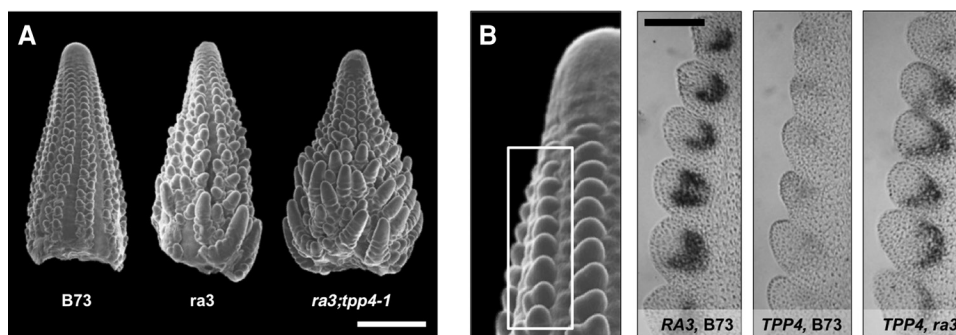 A
B73
ra3
ra3;tpp4-1
B
RA3, B73
TPP4, B73
TPP4, ra3